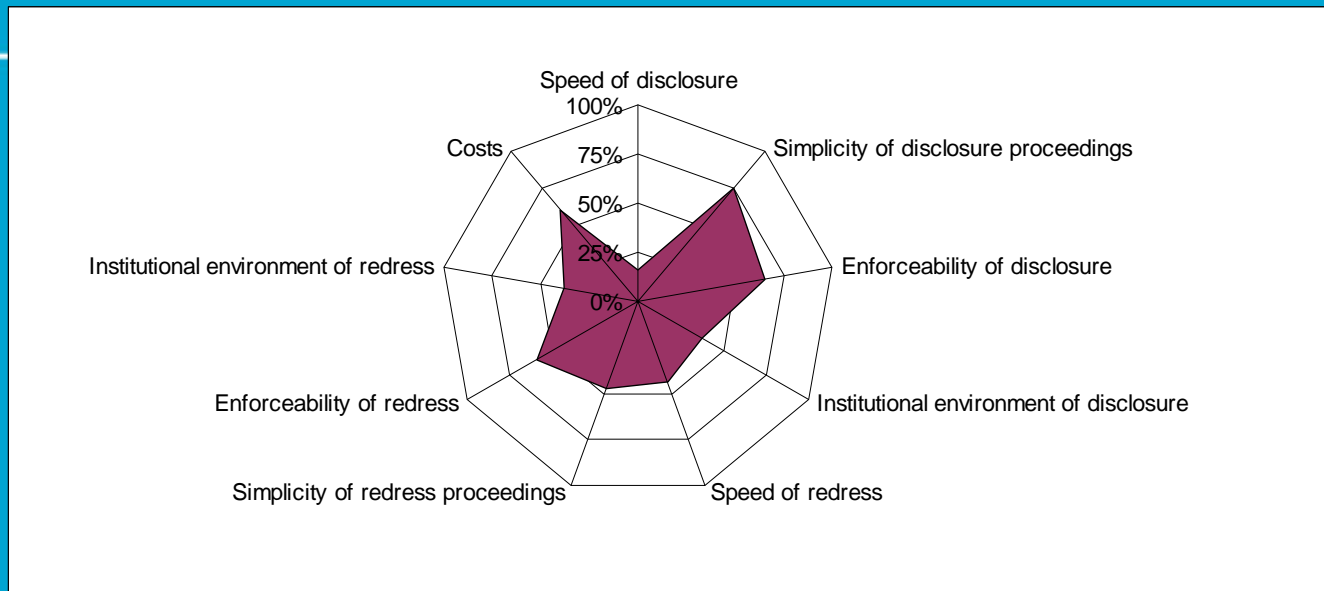 Speed of disclosure
100%
Costs
Simplicity of disclosure proceedings
75%
50%
25%
Institutional environment of redress
Enforceability of disclosure
0%
Enforceability of redress
Institutional environment of disclosure
Simplicity of redress proceedings
Speed of redress